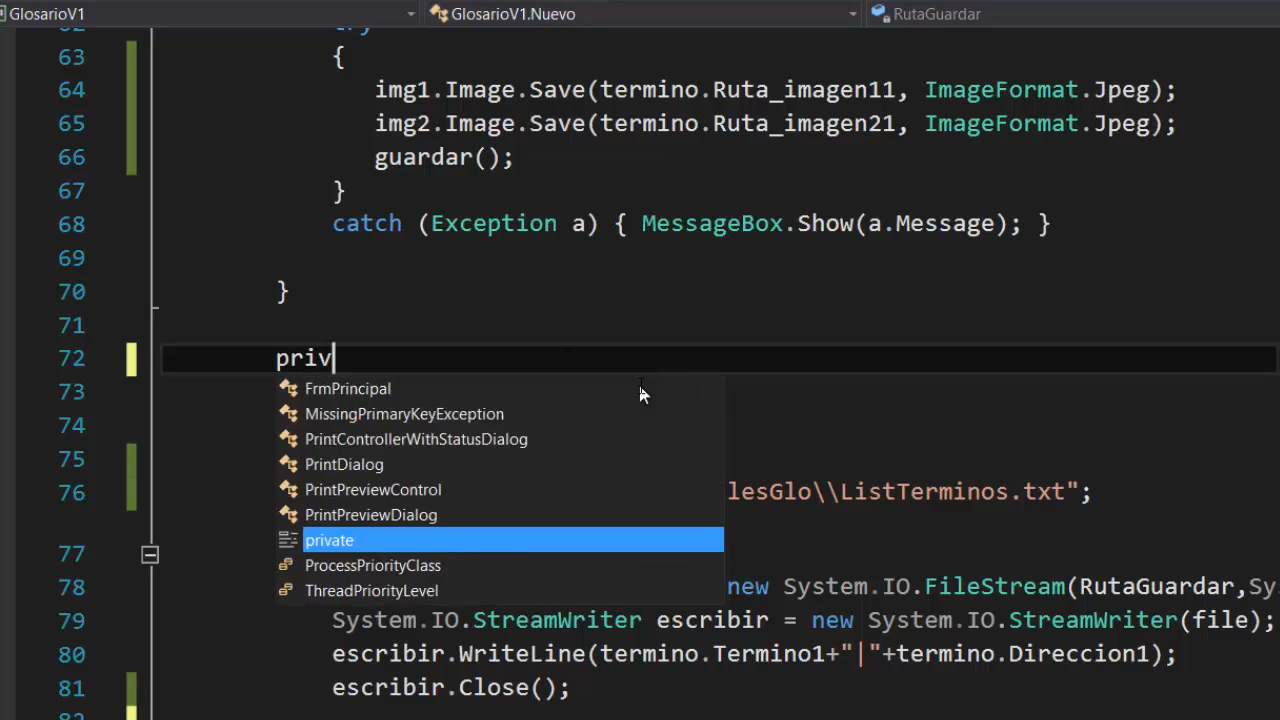 GlosarioV1 GlosarioV1.Nuevo RutaGuardar
62 try
63 {
64 img1.Image.Save(termino.Ruta_imagen11, ImageFormat.Jpeg);
65 img2.Image.Save(termino.Ruta_imagen21, ImageFormat.Jpeg);
66 guardar();
67 }
68 catch (Exception a) { MessageBox.Show(a.Message); }
69
70 }
71
72 priv
73 FrmPrincipal
MissingPrimaryKeyException
74 PrintControllerWithStatusDialog
75 PrintDialog
76 PrintPreviewControl lesGlo\\ListTerminos.txt";
PrintPreviewDialog
private
77 ProcessPriorityClass
78 ThreadPriorityLevel new System.IO.FileStream(RutaGuardar,Sy
79 System.IO.StreamWriter escribir = new System.IO.StreamWriter(file);
80 escribir.WriteLine(termino.Termino1+"|"+termino.Direccion1);
81 escribir.Close();